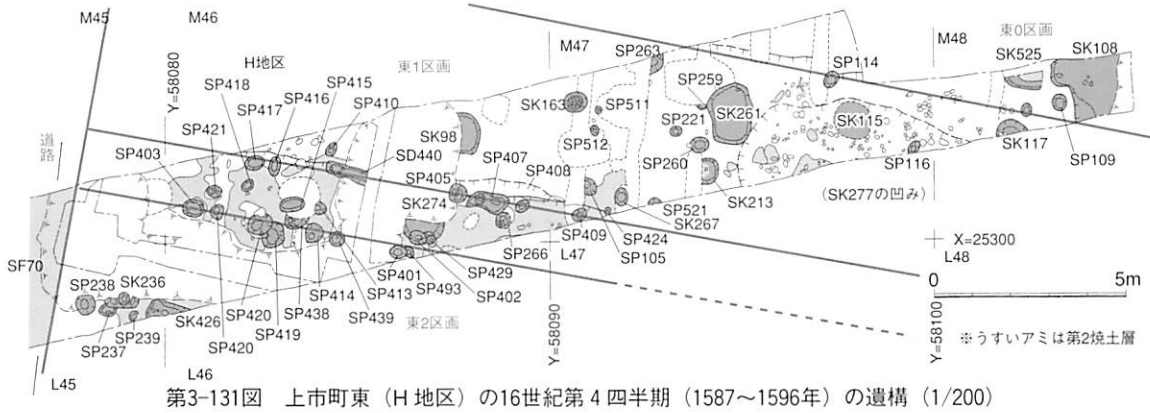 M45
M46
M47
M48
H地区
東1区画
東0区画
Y=58080
道路
SP418
SP417
SP416
SP415
SP410
SP421
SP403
SK98
SD440
SP405
SK274
SP407
SP408
SK163
SP511
SP512
SP263
SP259
SP221
SK261
SP260
SP114
SK115
SP116
SK525
SK108
SK117
SP109
(SK277の凹み)
SK213
SP521
SK267
SP424
SP105
SP409
L47
SP266
SP429
SP402
SP493
SP401
東2区画
SP439
SP413
SP414
SP438
SP419
SP420
SP420
SK426
SK236
SP238
SP239
SP237
SF70
L45
L46
Y=58090
Y=58100
X=25300
L48
0 5m
※うすいアミは第2焼土層
第3-131図 上市町東（H地区）の16世紀第4四半期（1587～1596年）の遺構（1/200）